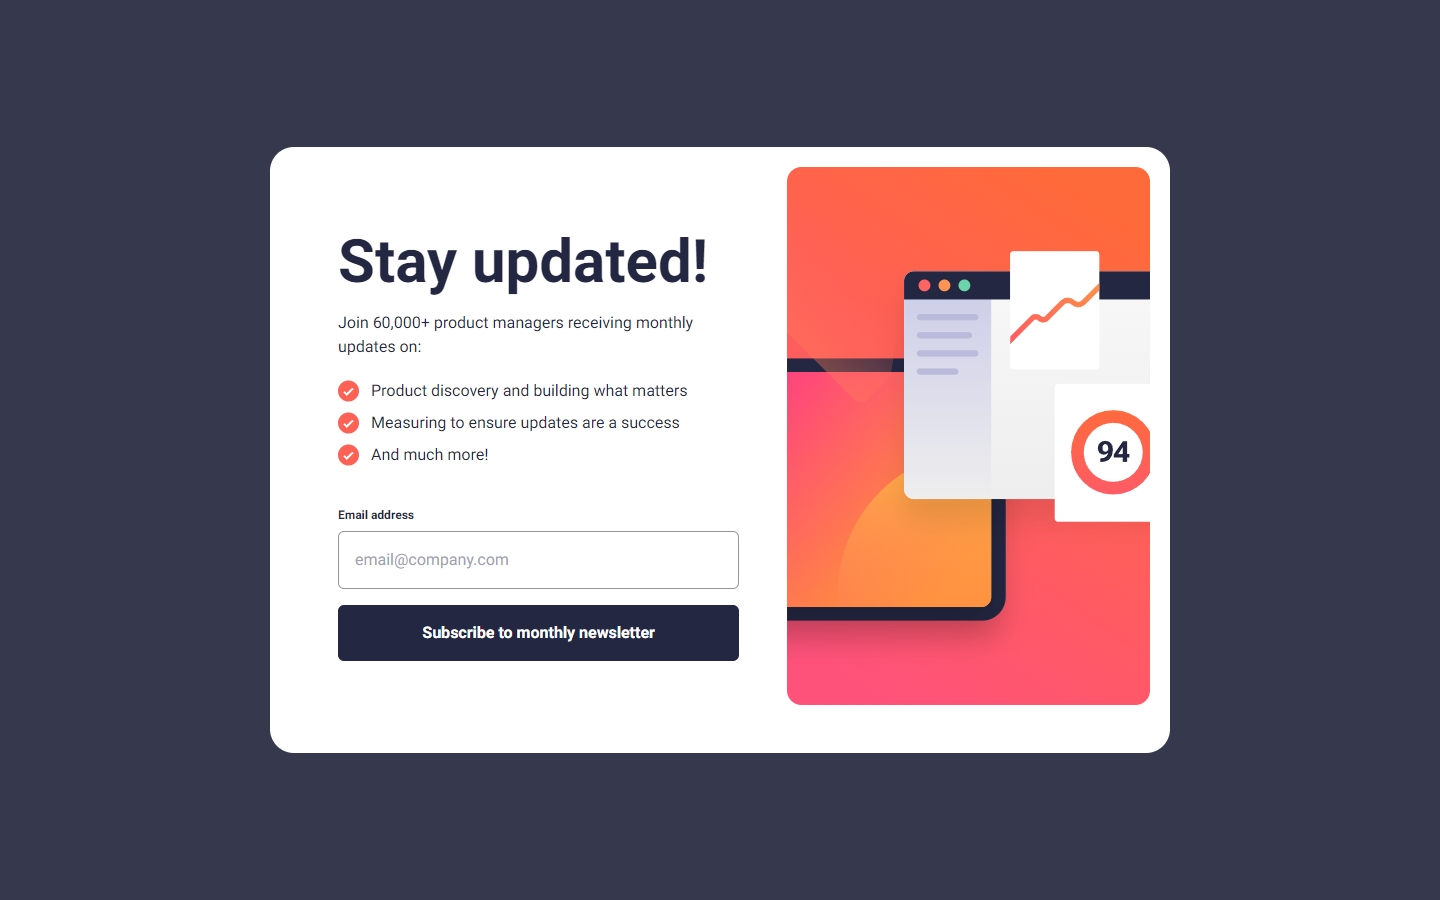 Stay updated!
Join 60,000+ product managers receiving monthly
updates on:
Product discovery and building what matters
Measuring to ensure updates are a success
And much more!
Email address
email@company.com
Subscribe to monthly newsletter
94